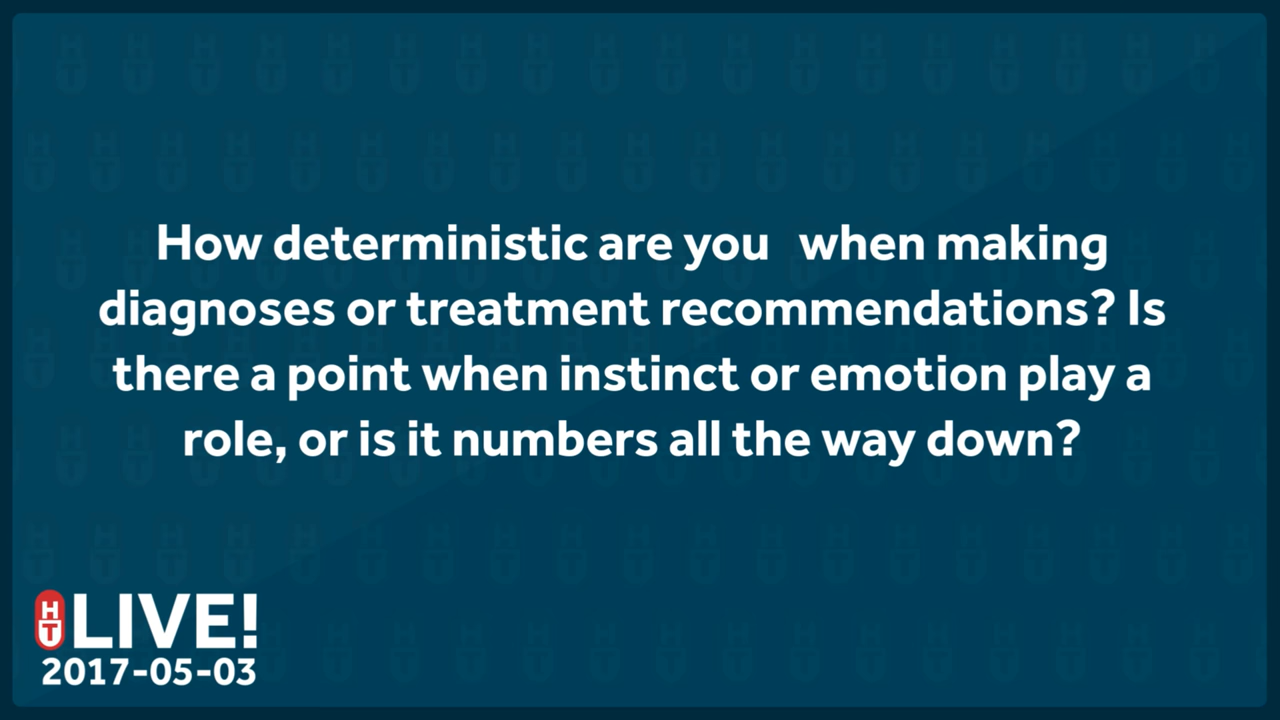 How deterministic are you   when making
diagnoses or treatment recommendations? Is
there a point when instinct or emotion play a
role, or is it numbers all the way down?
HT LIVE!
2017-05-03